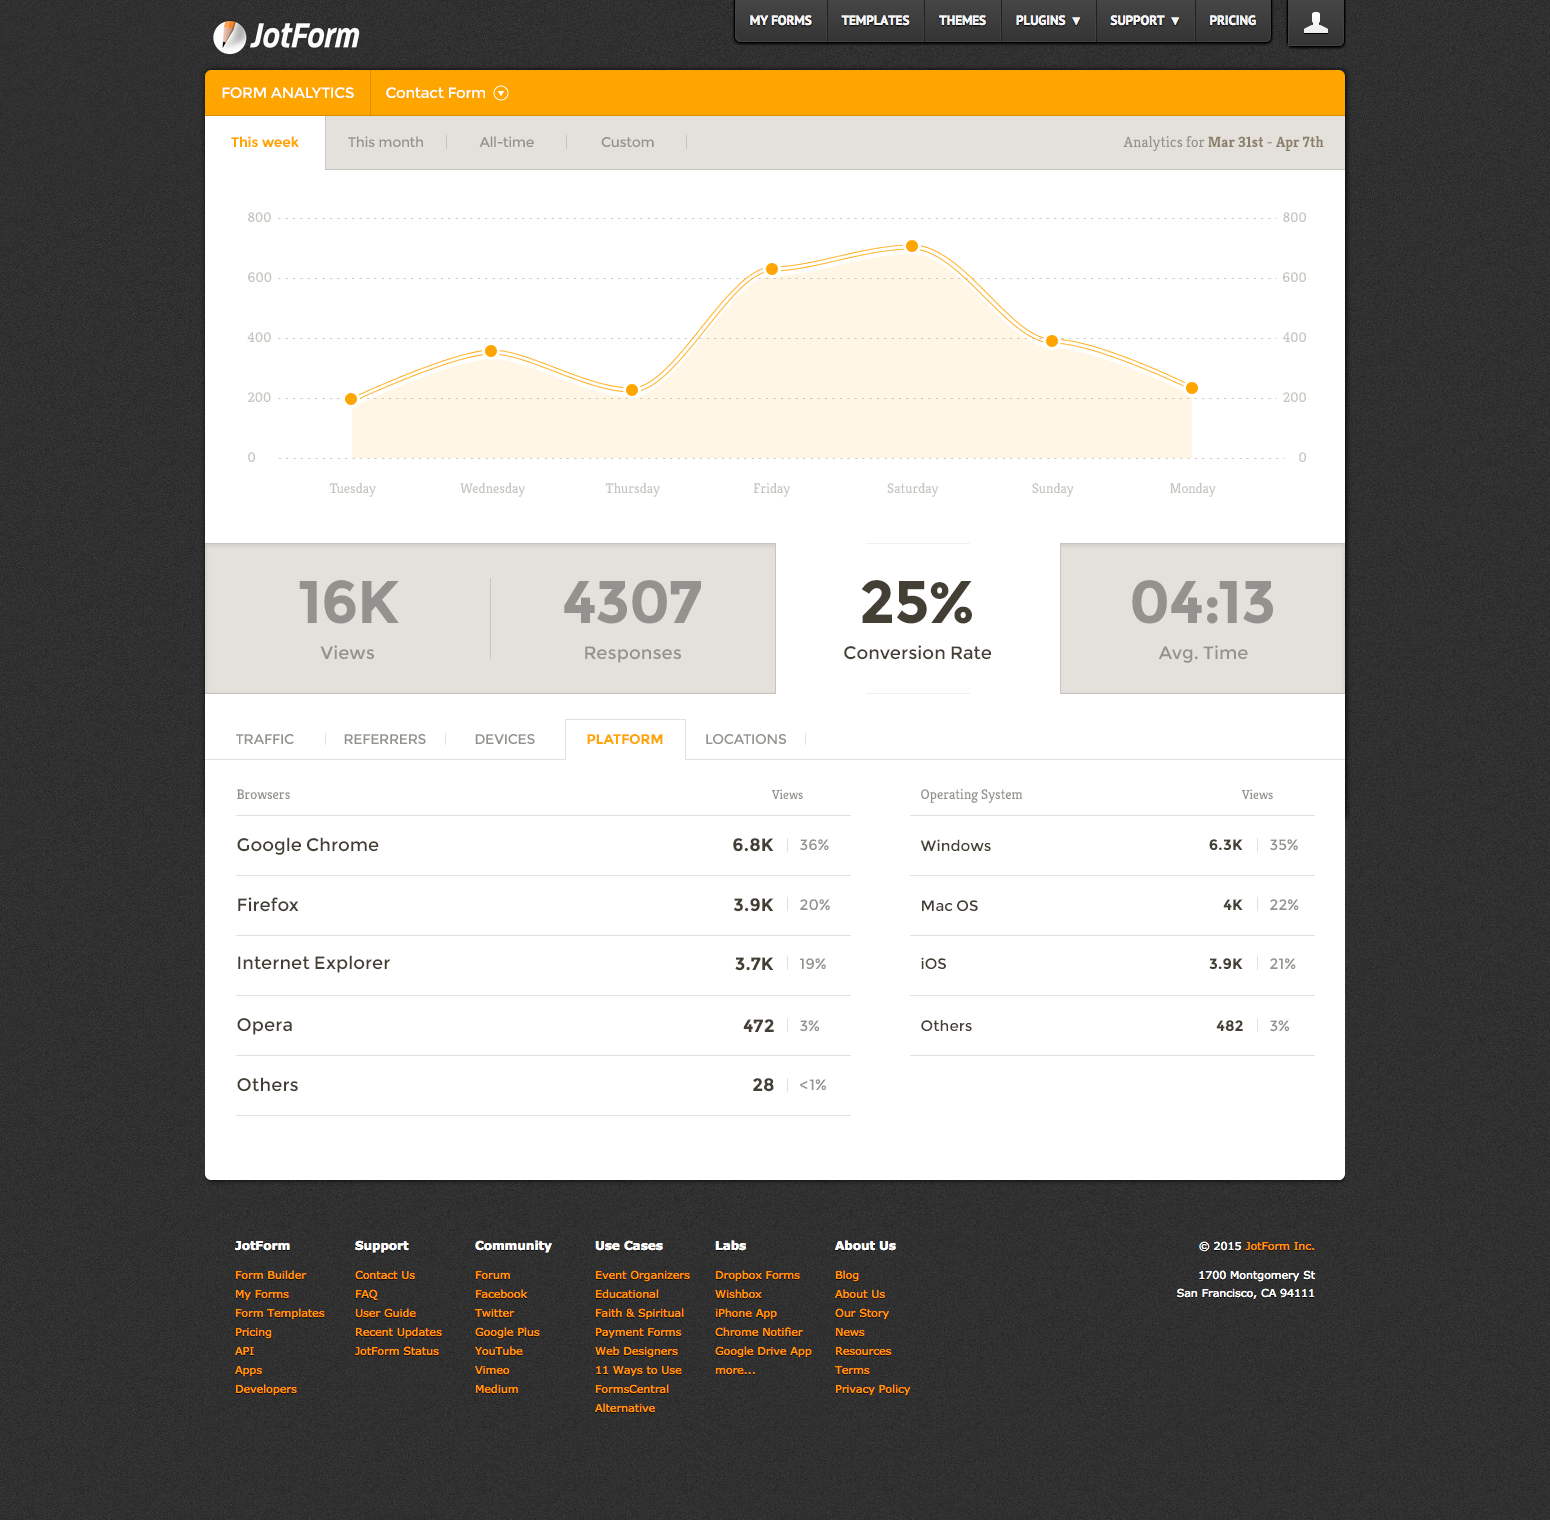 JotForm
MY FORMS TEMPLATES THEMES PLUGINS ▼ SUPPORT ▼ PRICING
FORM ANALYTICS Contact Form
This week This month All-time Custom Analytics for Mar 31st - Apr 7th
800 800
600 600
400 400
200 200
0 0
Tuesday Wednesday Thursday Friday Saturday Sunday Monday
16K 4307 25% 04:13
Views Responses Conversion Rate Avg. Time
TRAFFIC REFERRERS DEVICES PLATFORM LOCATIONS
Browsers Views
Google Chrome 6.8K 36%
Firefox 3.9K 20%
Internet Explorer 3.7K 19%
Opera 472 3%
Others 28 <1%
Operating System Views
Windows 6.3K 35%
Mac OS 4K 22%
iOS 3.9K 21%
Others 482 3%
JotForm
Form Builder
My Forms
Form Templates
Pricing
API
Apps
Developers
Support
Contact Us
FAQ
User Guide
Recent Updates
JotForm Status
Community
Forum
Facebook
Twitter
Google Plus
YouTube
Vimeo
Medium
Use Cases
Event Organizers
Educational
Faith & Spiritual
Payment Forms
Web Designers
11 Ways to Use
FormsCentral
Alternative
Labs
Dropbox Forms
Wishbox
iPhone App
Chrome Notifier
Google Drive App
more...
About Us
Blog
About Us
Our Story
News
Resources
Terms
Privacy Policy
© 2015 JotForm Inc.
1700 Montgomery St
San Francisco, CA 94111